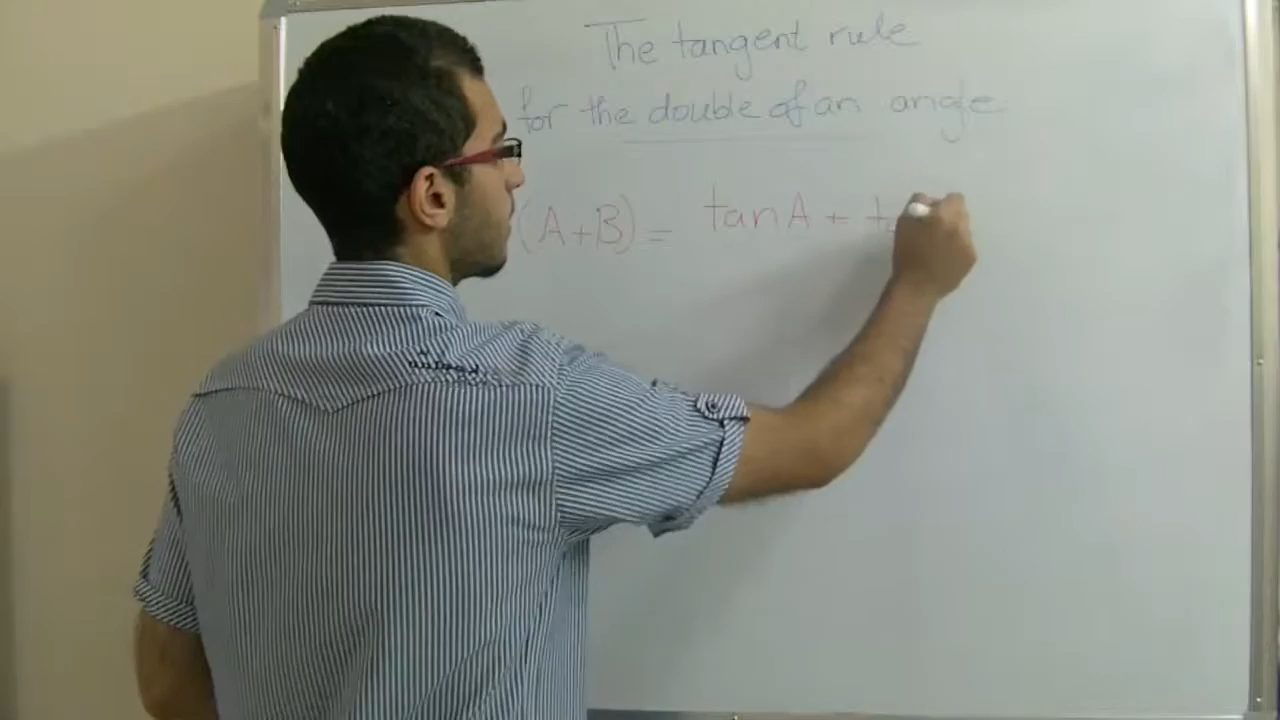 The tangent rule
for the double of an angle
(A+B) = tan A + t